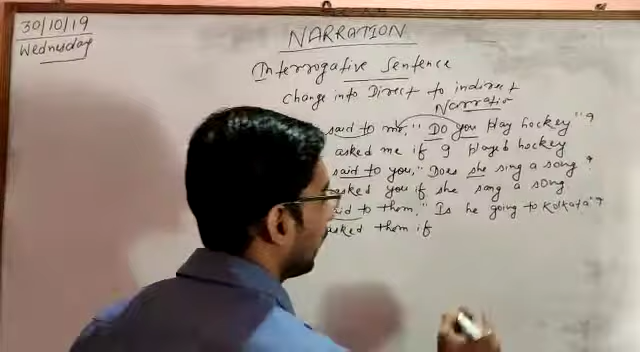 30/10/19
Wednesday
NARRATION
Interrogative Sentence
Change into Direct to indirect
Narration
said to me, "Do you play hockey"?
asked me if I played hockey
said to you, "Does she sing a song?
asked you if she sang a song
said to them, "Is he going to Kolkata"?
asked them if